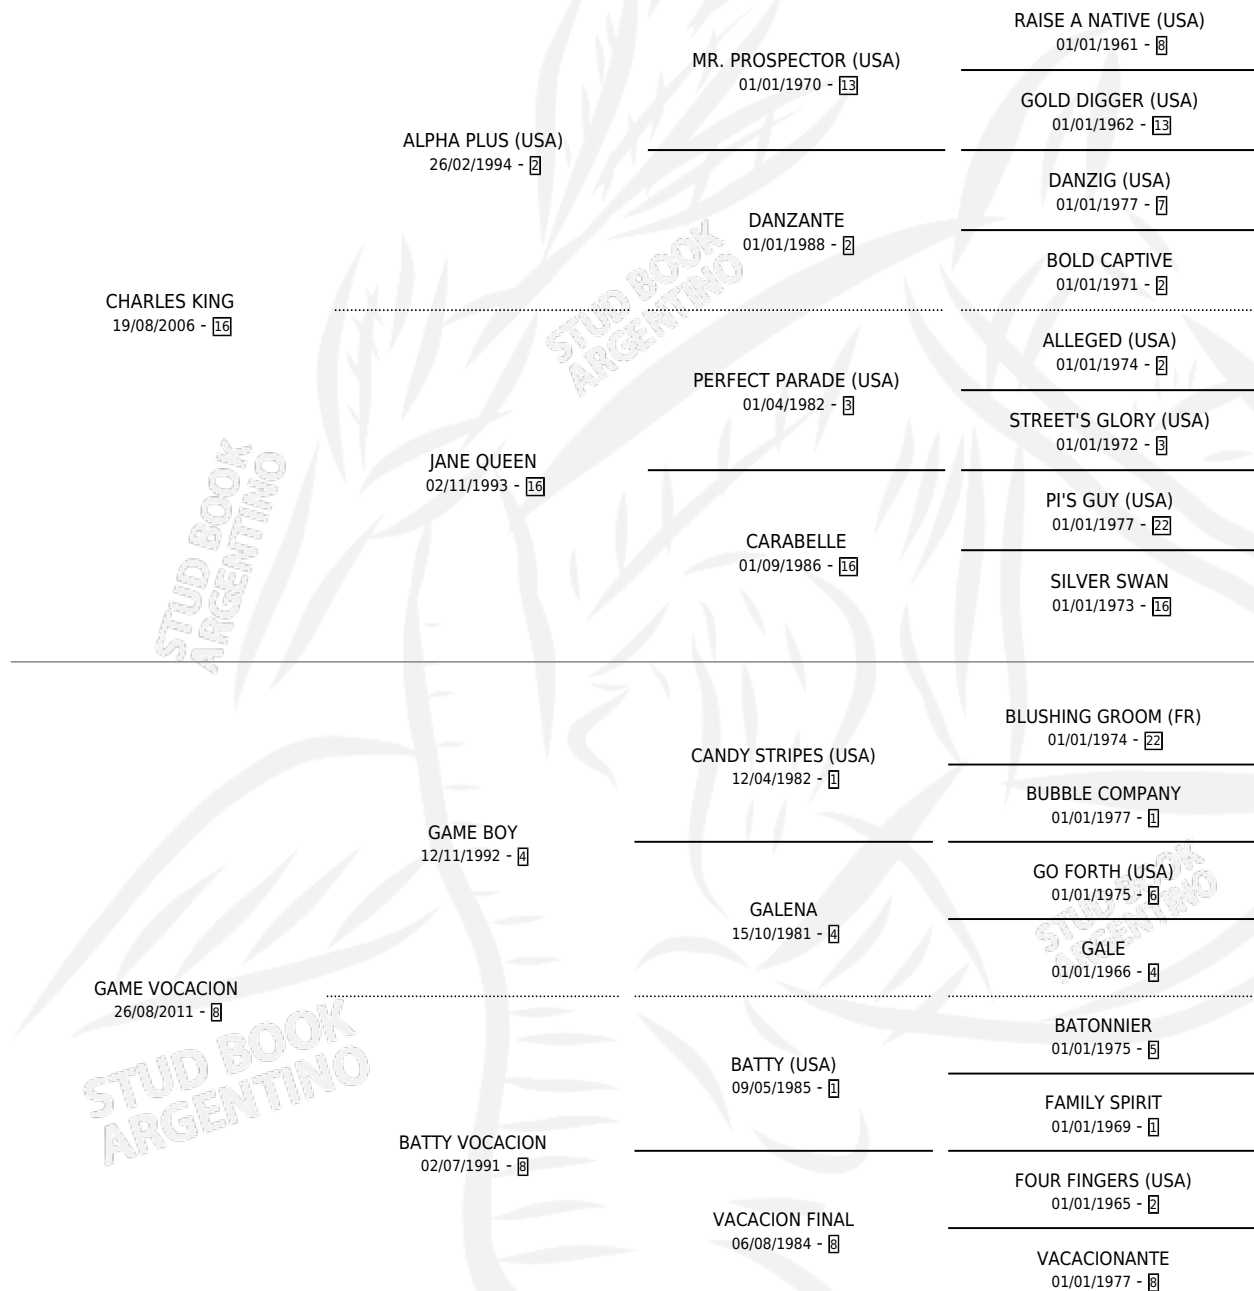 RAISE A NATIVE (USA)
01/01/1961 - 8
MR. PROSPECTOR (USA)
01/01/1970 - 13
GOLD DIGGER (USA)
01/01/1962 - 13
ALPHA PLUS (USA)
26/02/1994 - 2
DANZIG (USA)
01/01/1977 - 7
DANZANTE
01/01/1988 - 2
BOLD CAPTIVE
01/01/1971 - 2
CHARLES KING
19/08/2006 - 16
ALLEGED (USA)
01/01/1974 - 2
PERFECT PARADE (USA)
01/04/1982 - 3
STREET'S GLORY (USA)
01/01/1972 - 3
JANE QUEEN
02/11/1993 - 16
PI'S GUY (USA)
01/01/1977 - 22
CARABELLE
01/09/1986 - 16
SILVER SWAN
01/01/1973 - 16
BLUSHING GROOM (FR)
01/01/1974 - 22
CANDY STRIPES (USA)
12/04/1982 - 1
BUBBLE COMPANY
01/01/1977 - 1
GAME BOY
12/11/1992 - 4
GO FORTH (USA)
01/01/1975 - 6
GALENA
15/10/1981 - 4
GALE
01/01/1966 - 4
GAME VOCACION
26/08/2011 - 8
BATONNIER
01/01/1975 - 5
BATTY (USA)
09/05/1985 - 1
FAMILY SPIRIT
01/01/1969 - 1
BATTY VOCACION
02/07/1991 - 8
FOUR FINGERS (USA)
01/01/1965 - 2
VACACION FINAL
06/08/1984 - 8
VACACIONANTE
01/01/1977 - 8
STUD BOOK
ARGENTINO
STUD BOOK
ARGENTINO
STUD BOOK
ARGENTINO
STUD BOOK
ARGENTINO